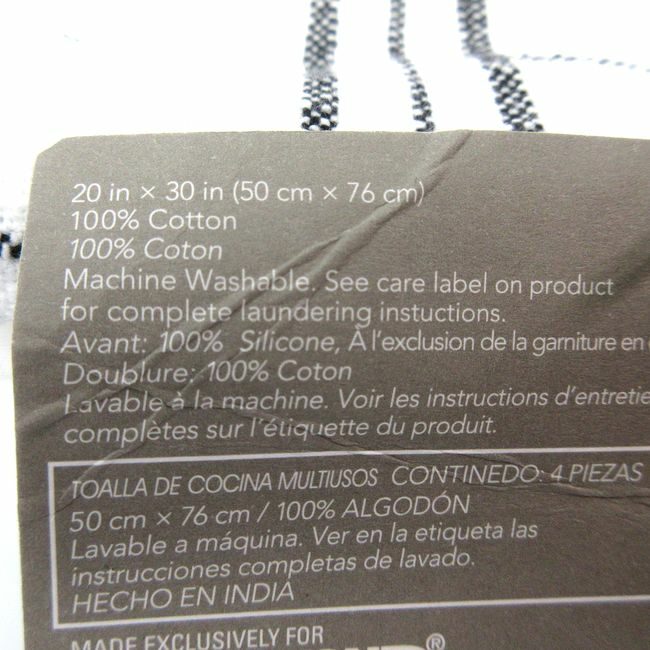 20 in × 30 in (50 cm × 76 cm)
100% Cotton
100% Coton
Machine Washable. See care label on product
for complete laundering instuctions.
Avant: 100% Silicone, À l'exclusion de la garniture en
Doublure: 100% Coton
Lavable à la machine. Voir les instructions d'entretie
complètes sur l'étiquette du produit.
TOALLA DE COCINA MULTIUSOS CONTINEDO: 4 PIEZAS
50 cm × 76 cm / 100% ALGODÓN
Lavable a máquina. Ver en la etiqueta las
instrucciones completas de lavado.
HECHO EN INDIA
MADE EXCLUSIVELY FOR